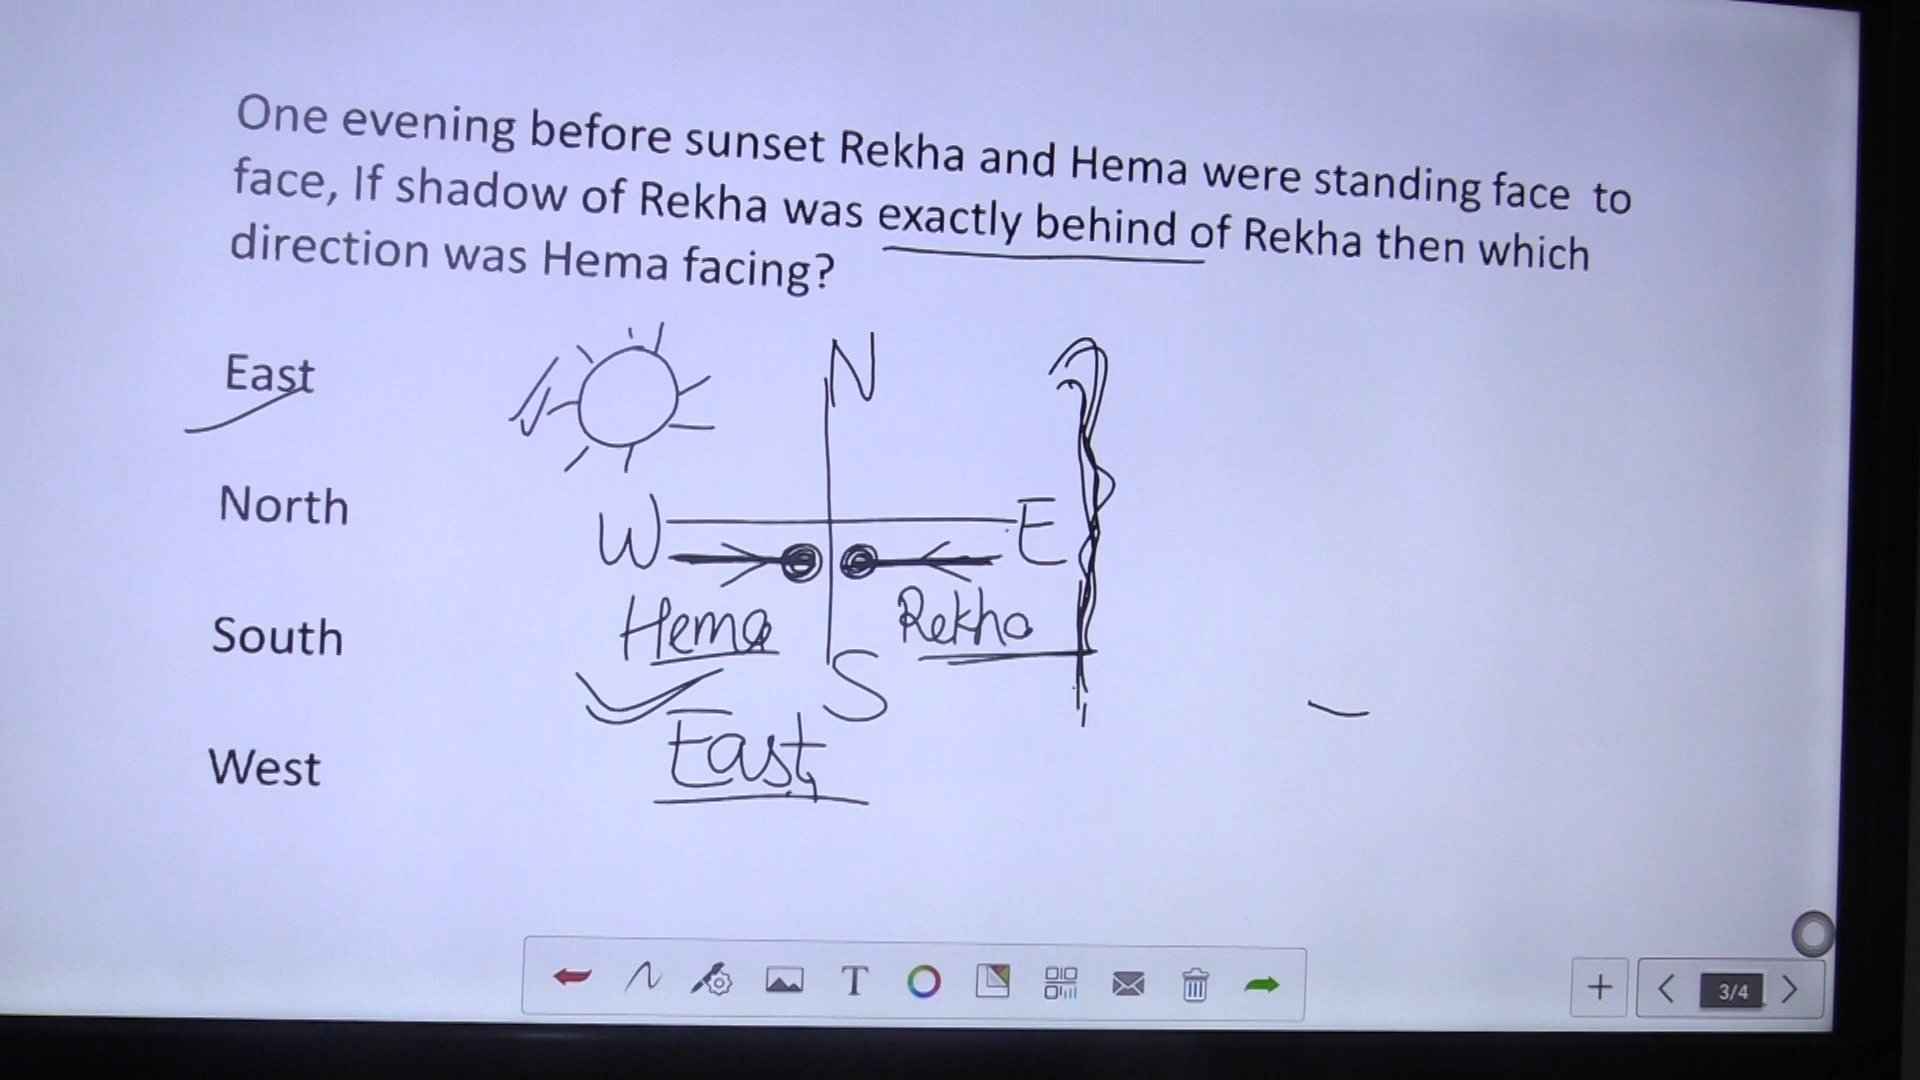 One evening before sunset Rekha and Hema were standing face to
face, If shadow of Rekha was exactly behind of Rekha then which
direction was Hema facing?
East
North
South
West
N
W
E
Hema
Rekha
S
East
T
+
<
3/4
>